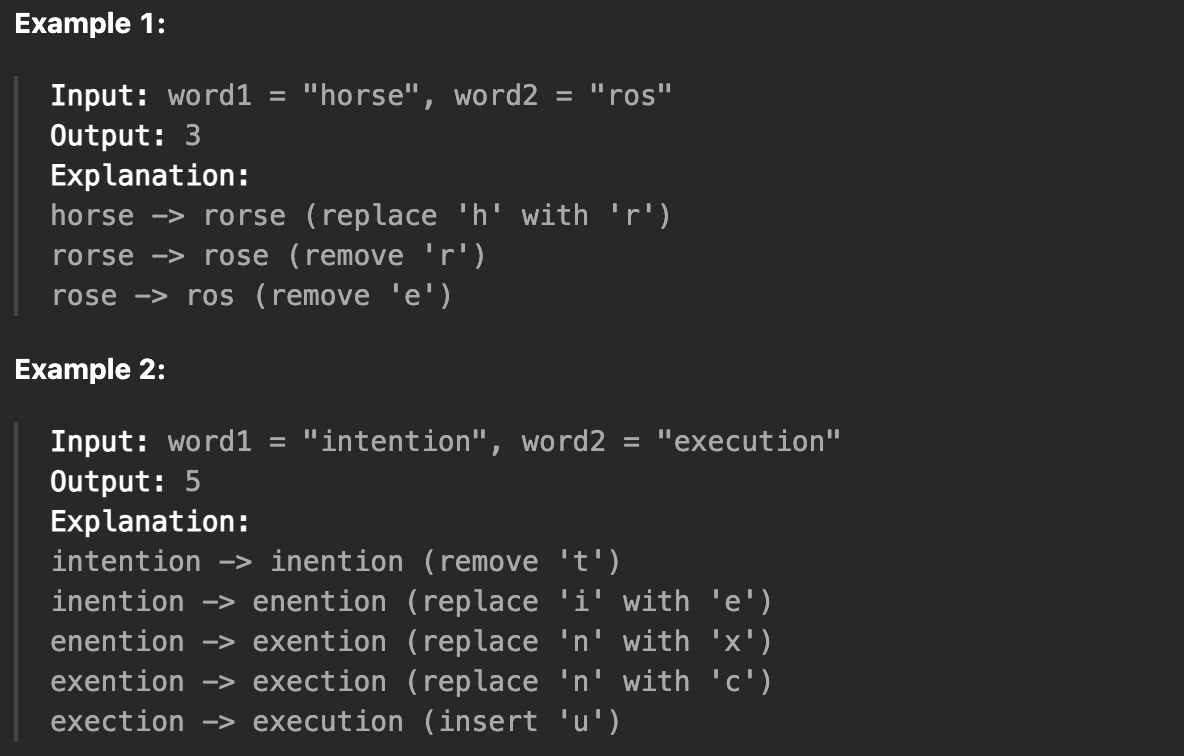 Example 1:
Input: word1 = "horse", word2 = "ros"
Output: 3
Explanation:
horse -> rorse (replace 'h' with 'r')
rorse -> rose (remove 'r')
rose -> ros (remove 'e')
Example 2:
Input: word1 = "intention", word2 = "execution"
Output: 5
Explanation:
intention -> inention (remove 't')
inention -> enention (replace 'i' with 'e')
enention -> exention (replace 'n' with 'x')
exention -> exection (replace 'n' with 'c')
exection -> execution (insert 'u')